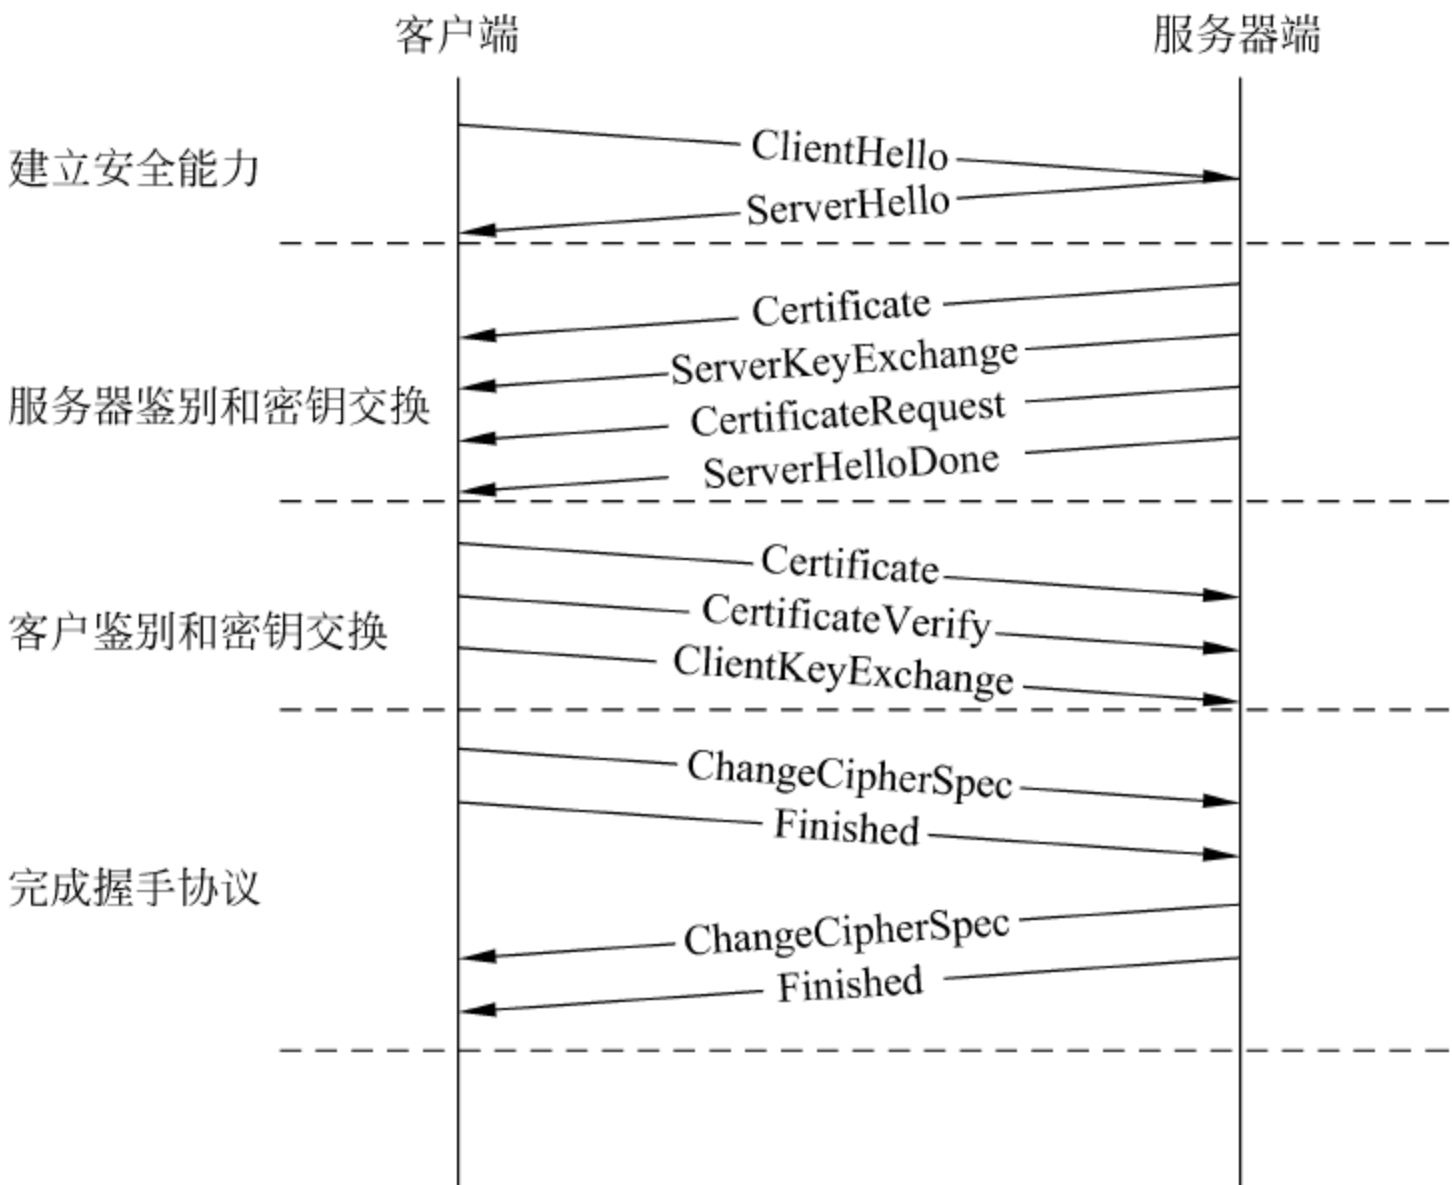 客户端
服务器端
建立安全能力
ClientHello
ServerHello
服务器鉴别和密钥交换
Certificate
ServerKeyExchange
CertificateRequest
ServerHelloDone
客户鉴别和密钥交换
Certificate
CertificateVerify
ClientKeyExchange
完成握手协议
ChangeCipherSpec
Finished
ChangeCipherSpec
Finished